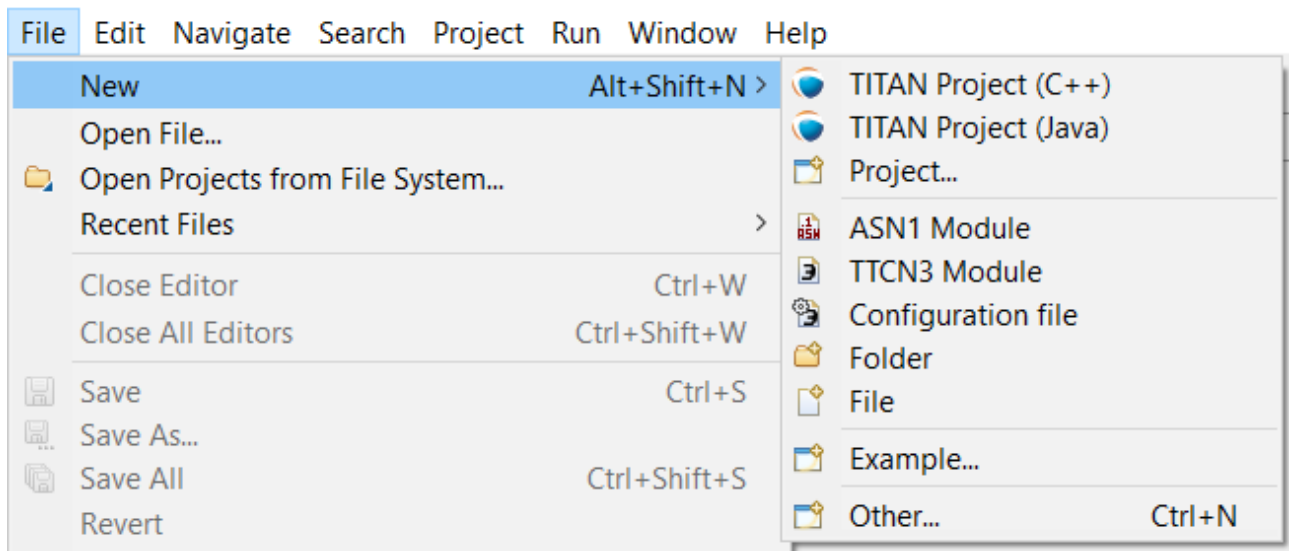 File Edit Navigate Search Project Run Window Help
New Alt+Shift+N >
Open File...
Open Projects from File System...
Recent Files >
Close Editor Ctrl+W
Close All Editors Ctrl+Shift+W
Save Ctrl+S
Save As...
Save All Ctrl+Shift+S
Revert
TITAN Project (C++)
TITAN Project (Java)
Project...
ASN1 Module
TTCN3 Module
Configuration file
Folder
File
Example...
Other... Ctrl+N